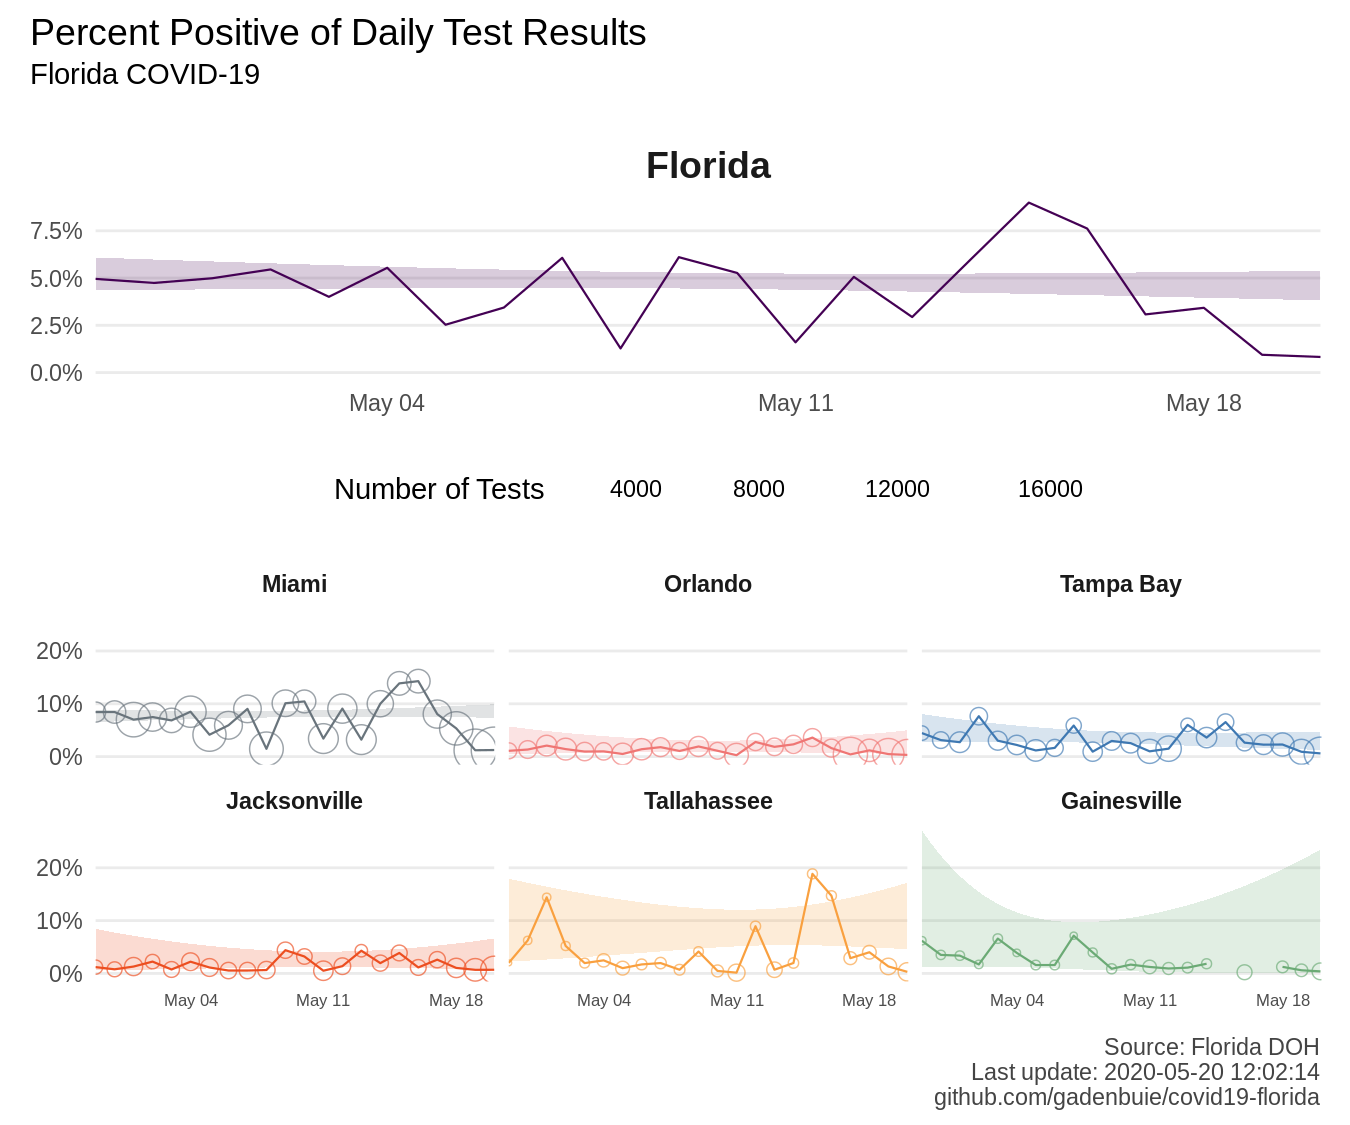 Percent Positive of Daily Test Results
Florida COVID-19
Florida
7.5%
5.0%
2.5%
0.0%
May 04 May 11 May 18
Number of Tests 4000 8000 12000 16000
Miami Orlando Tampa Bay
20%
10%
0%
Jacksonville Tallahassee Gainesville
20%
10%
0%
May 04 May 11 May 18 May 04 May 11 May 18 May 04 May 11 May 18
Source: Florida DOH
Last update: 2020-05-20 12:02:14
github.com/gadenbuie/covid19-florida